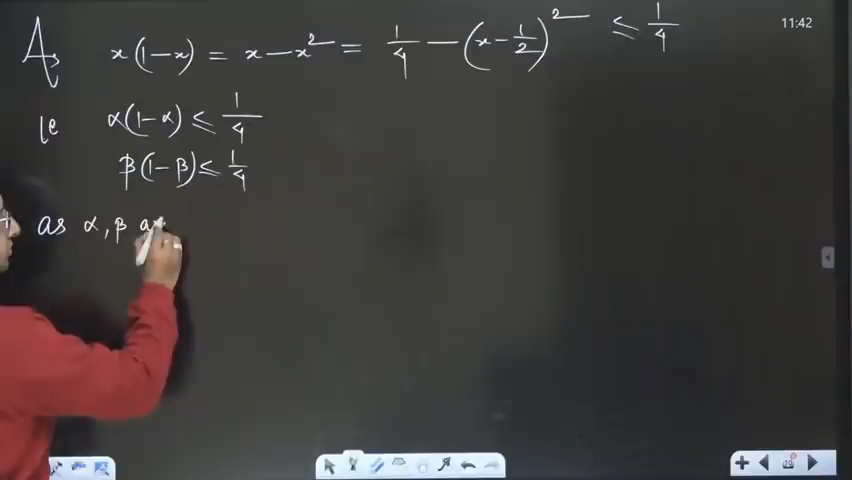 As x(1-x) = x - x² = 1/4 - (x - 1/2)² ≤ 1/4
11:42
ie α(1-α) ≤ 1/4
β(1-β) ≤ 1/4
as α, β a